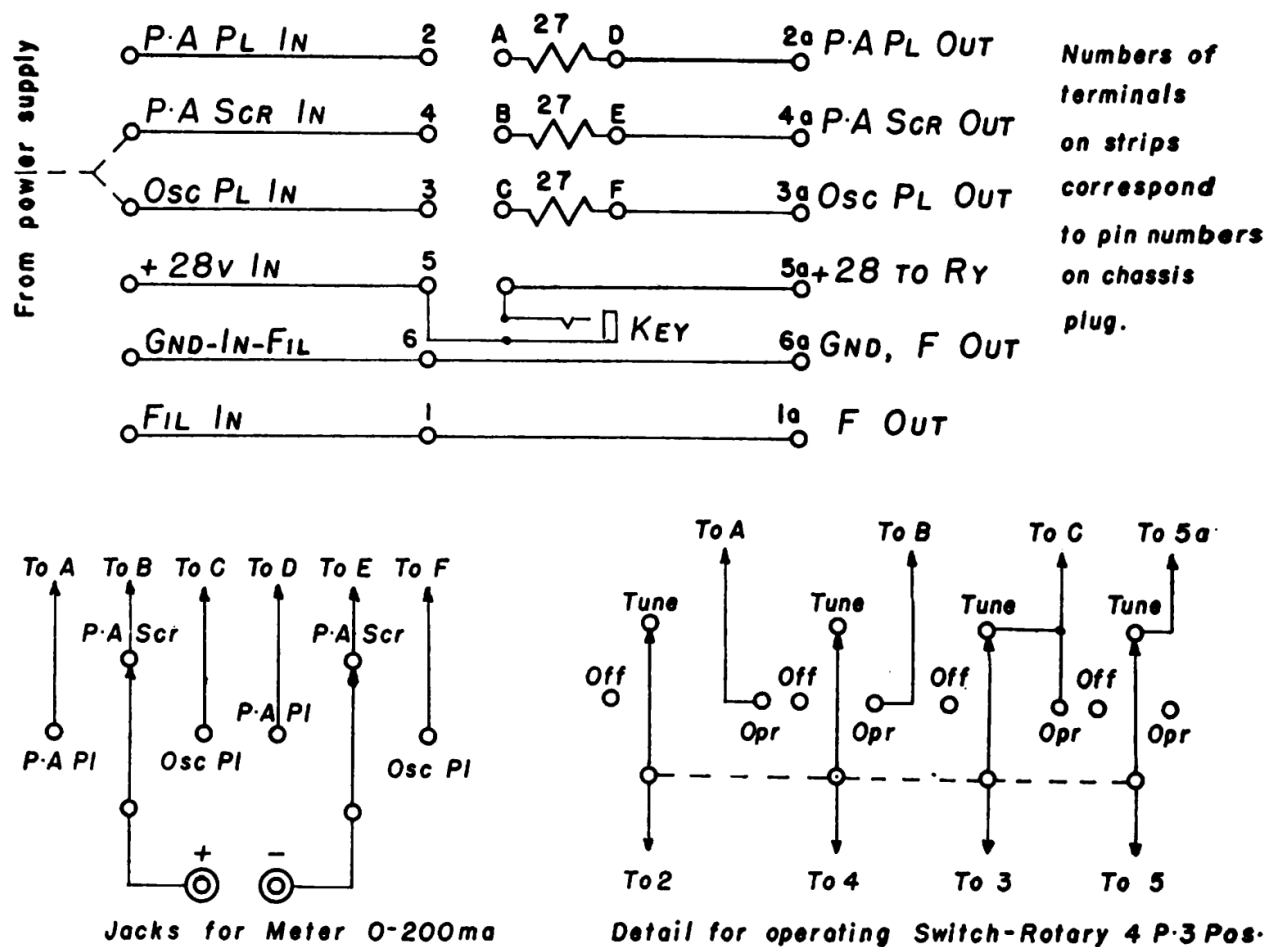 From power supply
P·A PL IN 2 A 27 D 2a P·A PL OUT
P·A SCR IN 4 B 27 E 4a P·A SCR OUT
OSC PL IN 3 C 27 F 3a OSC PL OUT
+ 28V IN 5 5a +28 TO RY
KEY
GND-IN-FIL 6 6a GND, F OUT
FIL IN 1 1a F OUT
Numbers of
terminals
on strips
correspond
to pin numbers
on chassis
plug.
To A To B To C To D To E To F
P·A Scr P·A Scr
P·A Pl
P·A Pl Osc Pl Osc Pl
+ −
Jacks for Meter 0-200ma
To A To B To C To 5a
Tune Tune Tune Tune
Off Off Off Off
Opr Opr Opr Opr
To 2 To 4 To 3 To 5
Detail for operating Switch-Rotary 4 P·3 Pos.